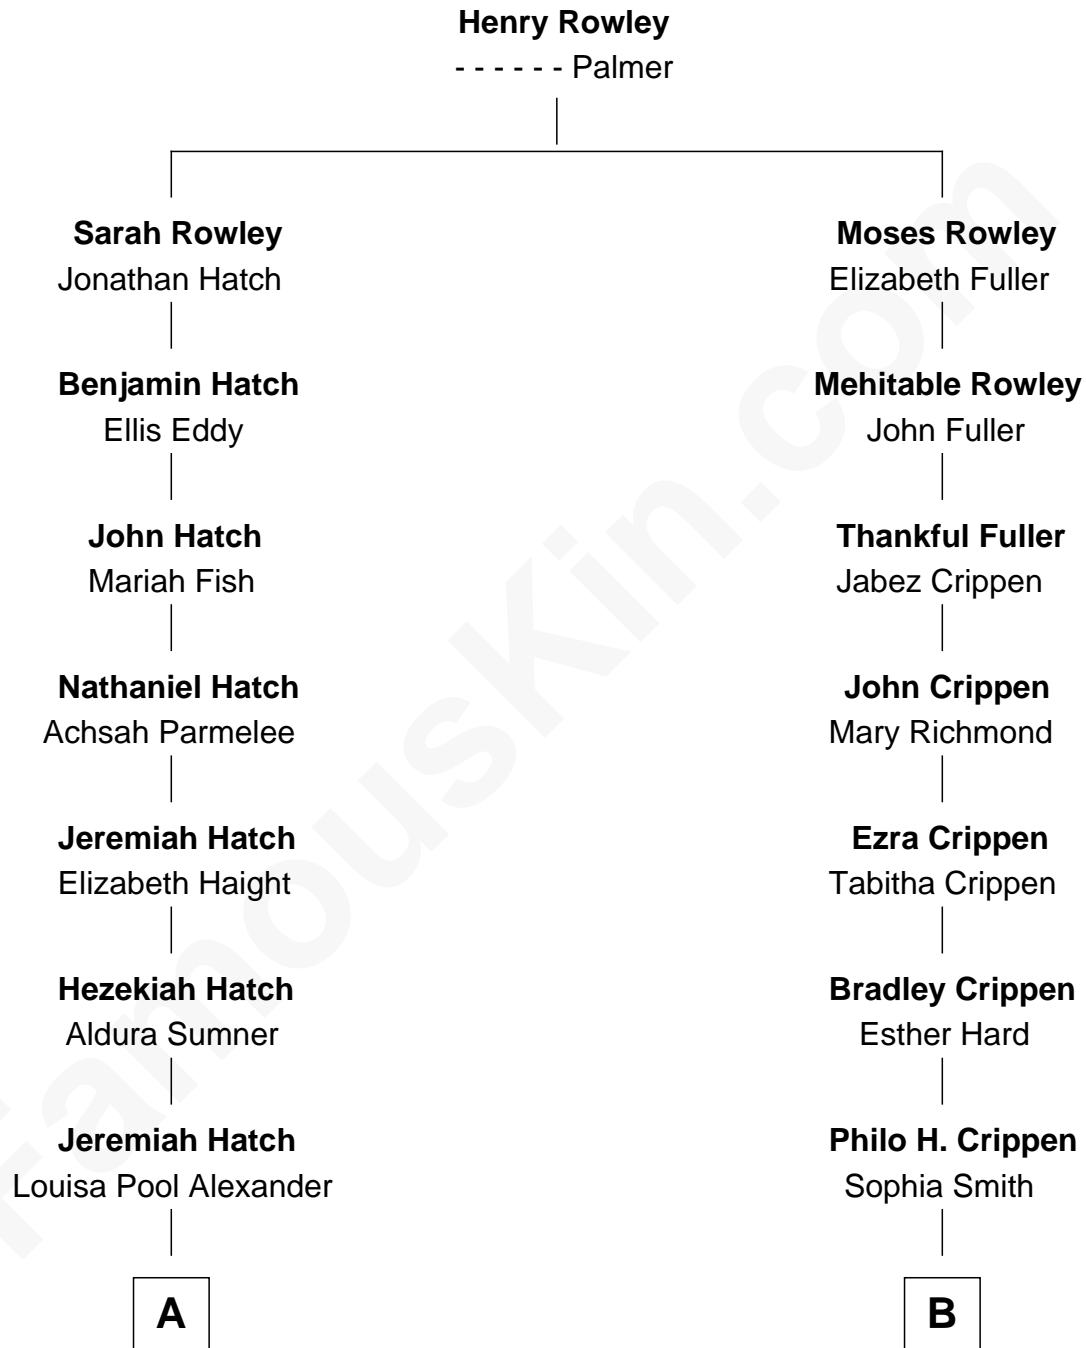 Henry Rowley
- - - - - - Palmer
Sarah Rowley
Jonathan Hatch
Moses Rowley
Elizabeth Fuller
Benjamin Hatch
Ellis Eddy
Mehitable Rowley
John Fuller
John Hatch
Mariah Fish
Thankful Fuller
Jabez Crippen
Nathaniel Hatch
Achsah Parmelee
John Crippen
Mary Richmond
Jeremiah Hatch
Elizabeth Haight
Ezra Crippen
Tabitha Crippen
Hezekiah Hatch
Aldura Sumner
Bradley Crippen
Esther Hard
Jeremiah Hatch
Louisa Pool Alexander
Philo H. Crippen
Sophia Smith
A
B
FamousKin.com